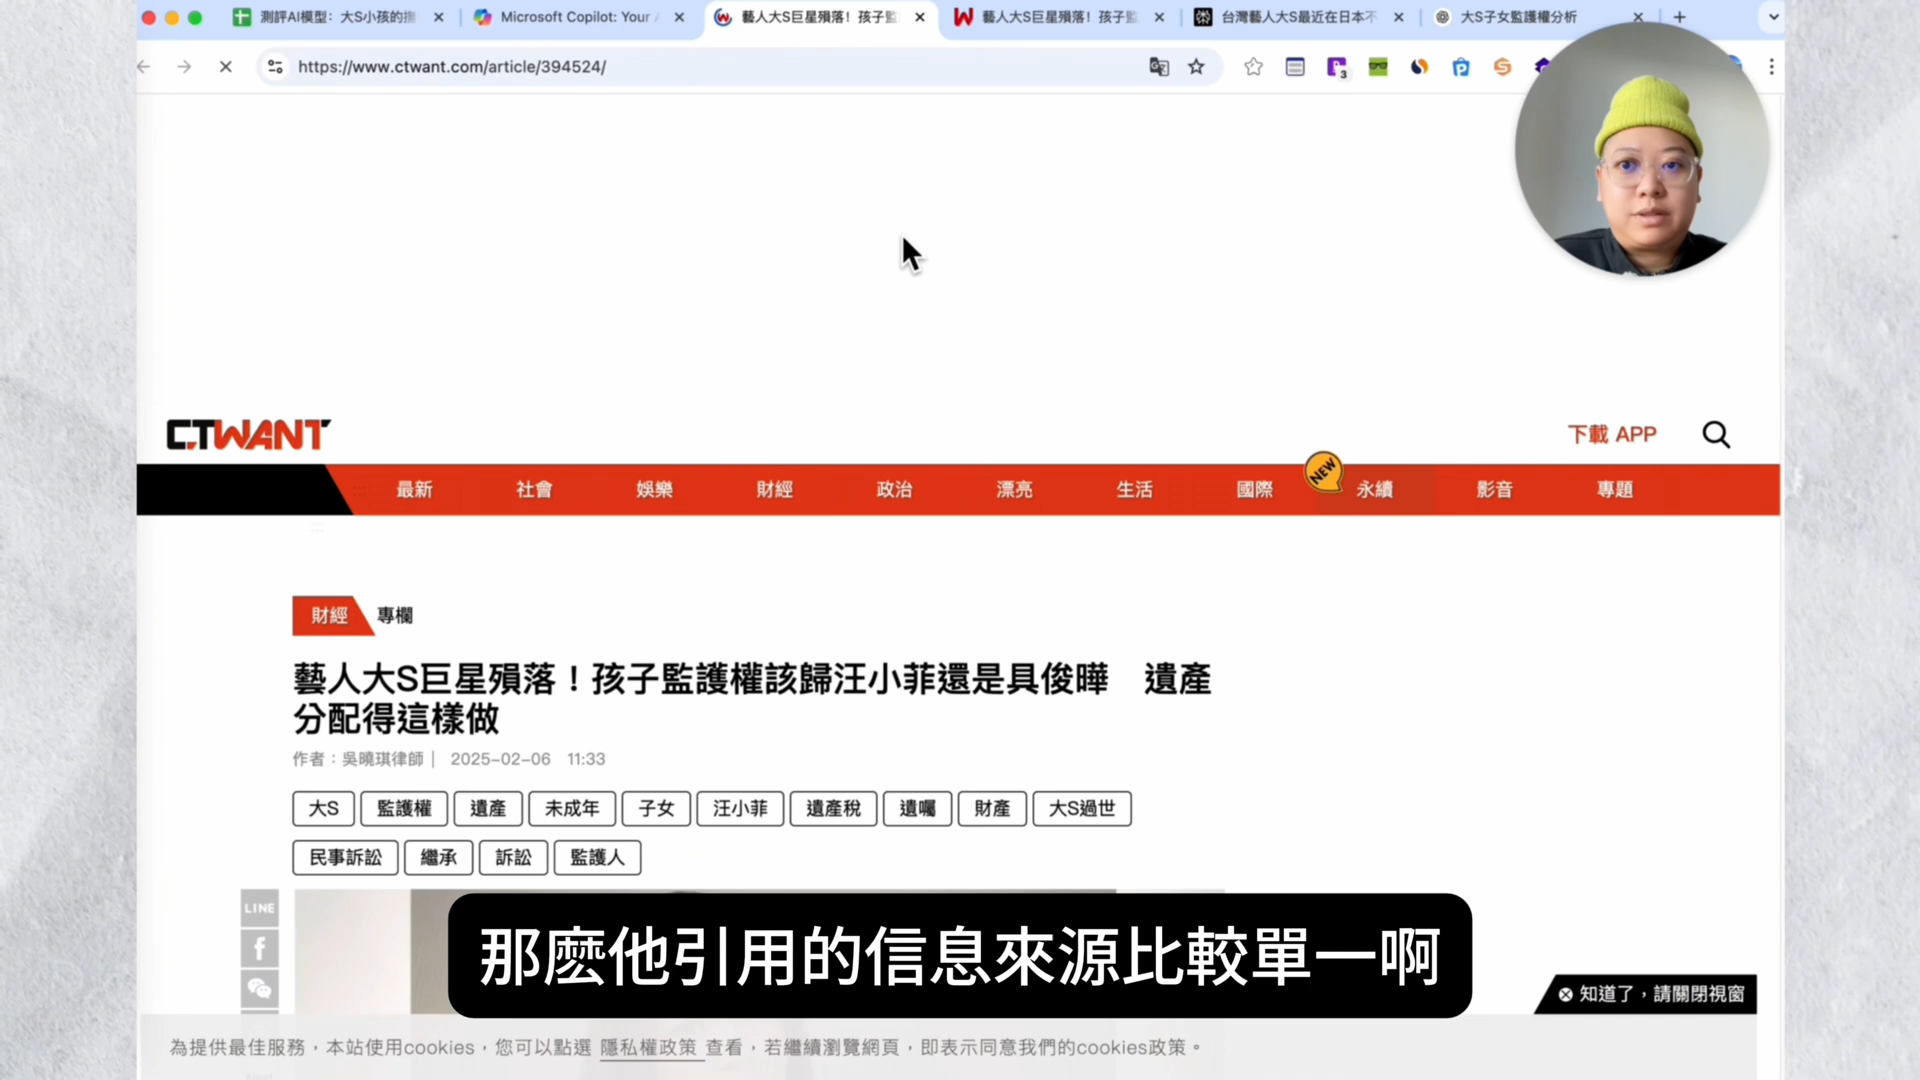 測評AI模型：大S小孩的撫
Microsoft Copilot: Your A
藝人大S巨星殞落！孩子監
藝人大S巨星殞落！孩子監
台灣藝人大S最近在日本不
大S子女監護權分析
https://www.ctwant.com/article/394524/
CTWANT
下載 APP
NEW
最新 社會 娛樂 財經 政治 漂亮 生活 國際 永續 影音 專題
財經 專欄
藝人大S巨星殞落！孩子監護權該歸汪小菲還是具俊曄　遺產
分配得這樣做
作者：吳曉琪律師｜ 2025-02-06 11:33
大S 監護權 遺產 未成年 子女 汪小菲 遺產稅 遺囑 財產 大S過世
民事訴訟 繼承 訴訟 監護人
LINE
那麽他引用的信息來源比較單一啊
知道了，請關閉視窗
為提供最佳服務，本站使用cookies，您可以點選 隱私權政策 查看，若繼續瀏覽網頁，即表示同意我們的cookies政策。